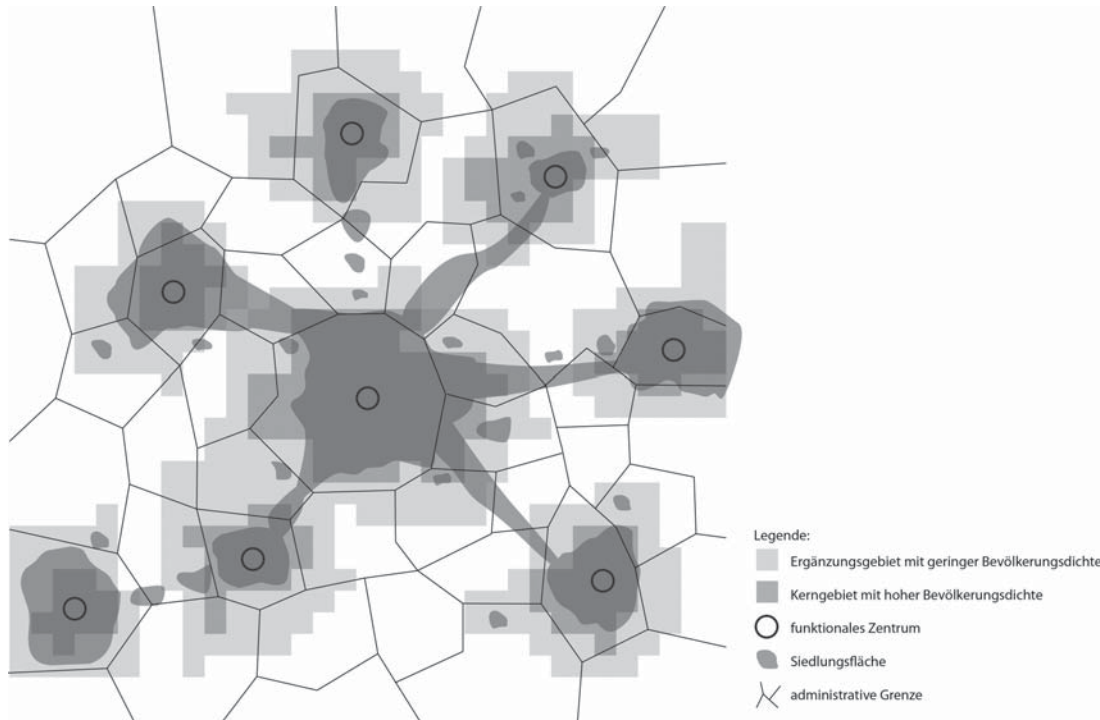 Legende:
Ergänzungsgebiet mit geringer Bevölkerungsdichte
Kerngebiet mit hoher Bevölkerungsdichte
funktionales Zentrum
Siedlungsfläche
administrative Grenze